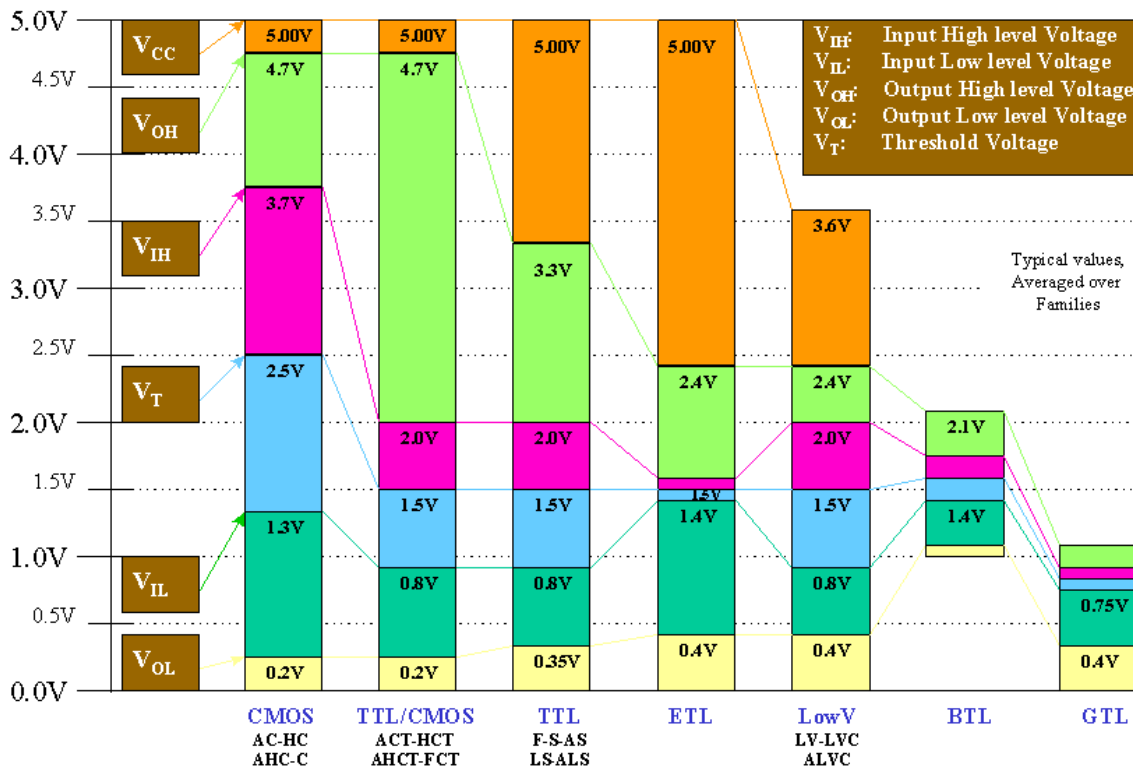 5.0V
4.5V
4.0V
3.5V
3.0V
2.5V
2.0V
1.5V
1.0V
0.5V
0.0V
VCC
VOH
VIH
VT
VIL
VOL
5.00V
4.7V
3.7V
2.5V
1.3V
0.2V
5.00V
4.7V
2.0V
1.5V
0.8V
0.2V
5.00V
3.3V
2.0V
1.5V
0.8V
0.35V
5.00V
2.4V
1.5V
1.4V
0.4V
3.6V
2.4V
2.0V
1.5V
0.8V
0.4V
2.1V
1.4V
0.75V
0.4V
VIH: Input High level Voltage
VIL: Input Low level Voltage
VOH: Output High level Voltage
VOL: Output Low level Voltage
VT: Threshold Voltage
Typical values,
Averaged over
Families
CMOS
AC-HC
AHC-C
TTL/CMOS
ACT-HCT
AHCT-FCT
TTL
F-S-AS
LS-ALS
ETL
LowV
LV-LVC
ALVC
BTL
GTL